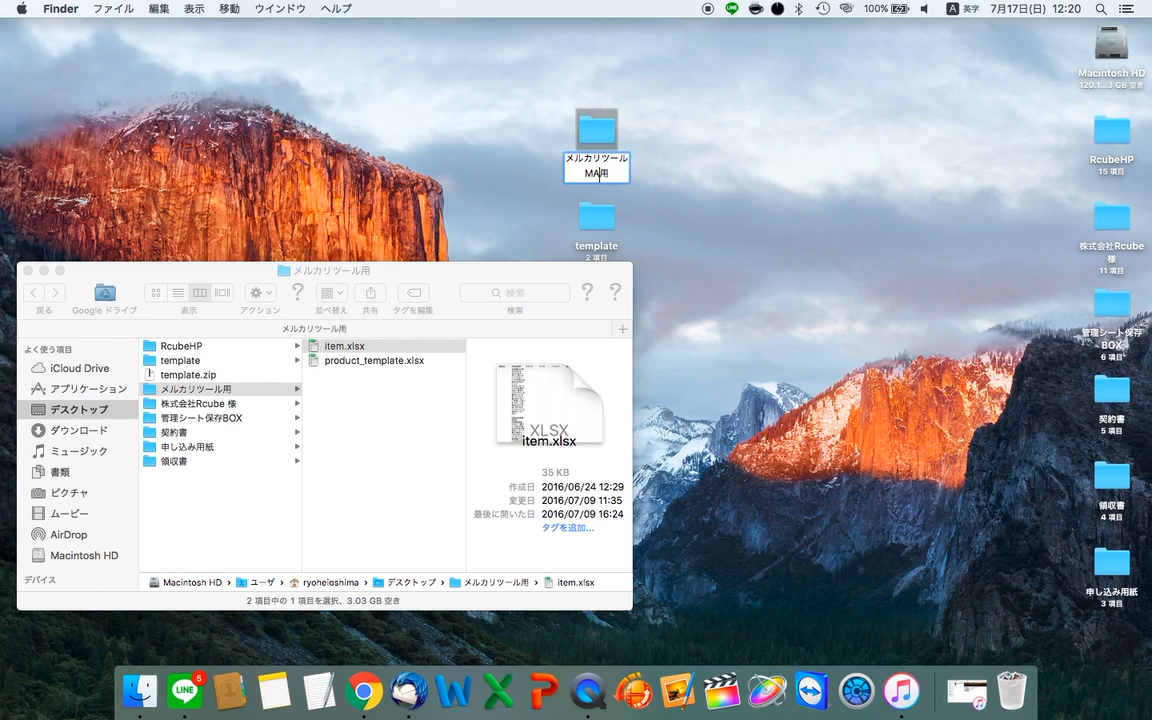 Finder ファイル 編集 表示 移動 ウインドウ ヘルプ
LINE 100% A 英字 7月17日(日) 12:20
Macintosh HD
120.1...3 GB 空き
メルカリツール
MA用
RcubeHP
15 項目
template
2 項目
株式会社Rcube
様
11 項目
管理シート保存
BOX
6 項目
契約書
5 項目
領収書
4 項目
申し込み用紙
3 項目
メルカリツール用
検索
戻る Google ドライブ 表示 アクション 並べ替え 共有 タグを編集 検索
メルカリツール用
よく使う項目
iCloud Drive
アプリケーション
デスクトップ
ダウンロード
ミュージック
書類
ピクチャ
ムービー
AirDrop
Macintosh HD
デバイス
RcubeHP
template
template.zip
メルカリツール用
株式会社Rcube 様
管理シート保存BOX
契約書
申し込み用紙
領収書
item.xlsx
product_template.xlsx
XLSX
item.xlsx
35 KB
作成日 2016/06/24 12:29
変更日 2016/07/09 11:35
最後に開いた日 2016/07/09 16:24
タグを追加...
Macintosh HD › ユーザ › ryoheioshima › デスクトップ › メルカリツール用 › item.xlsx
2 項目中の 1 項目を選択、3.03 GB 空き
LINE
5